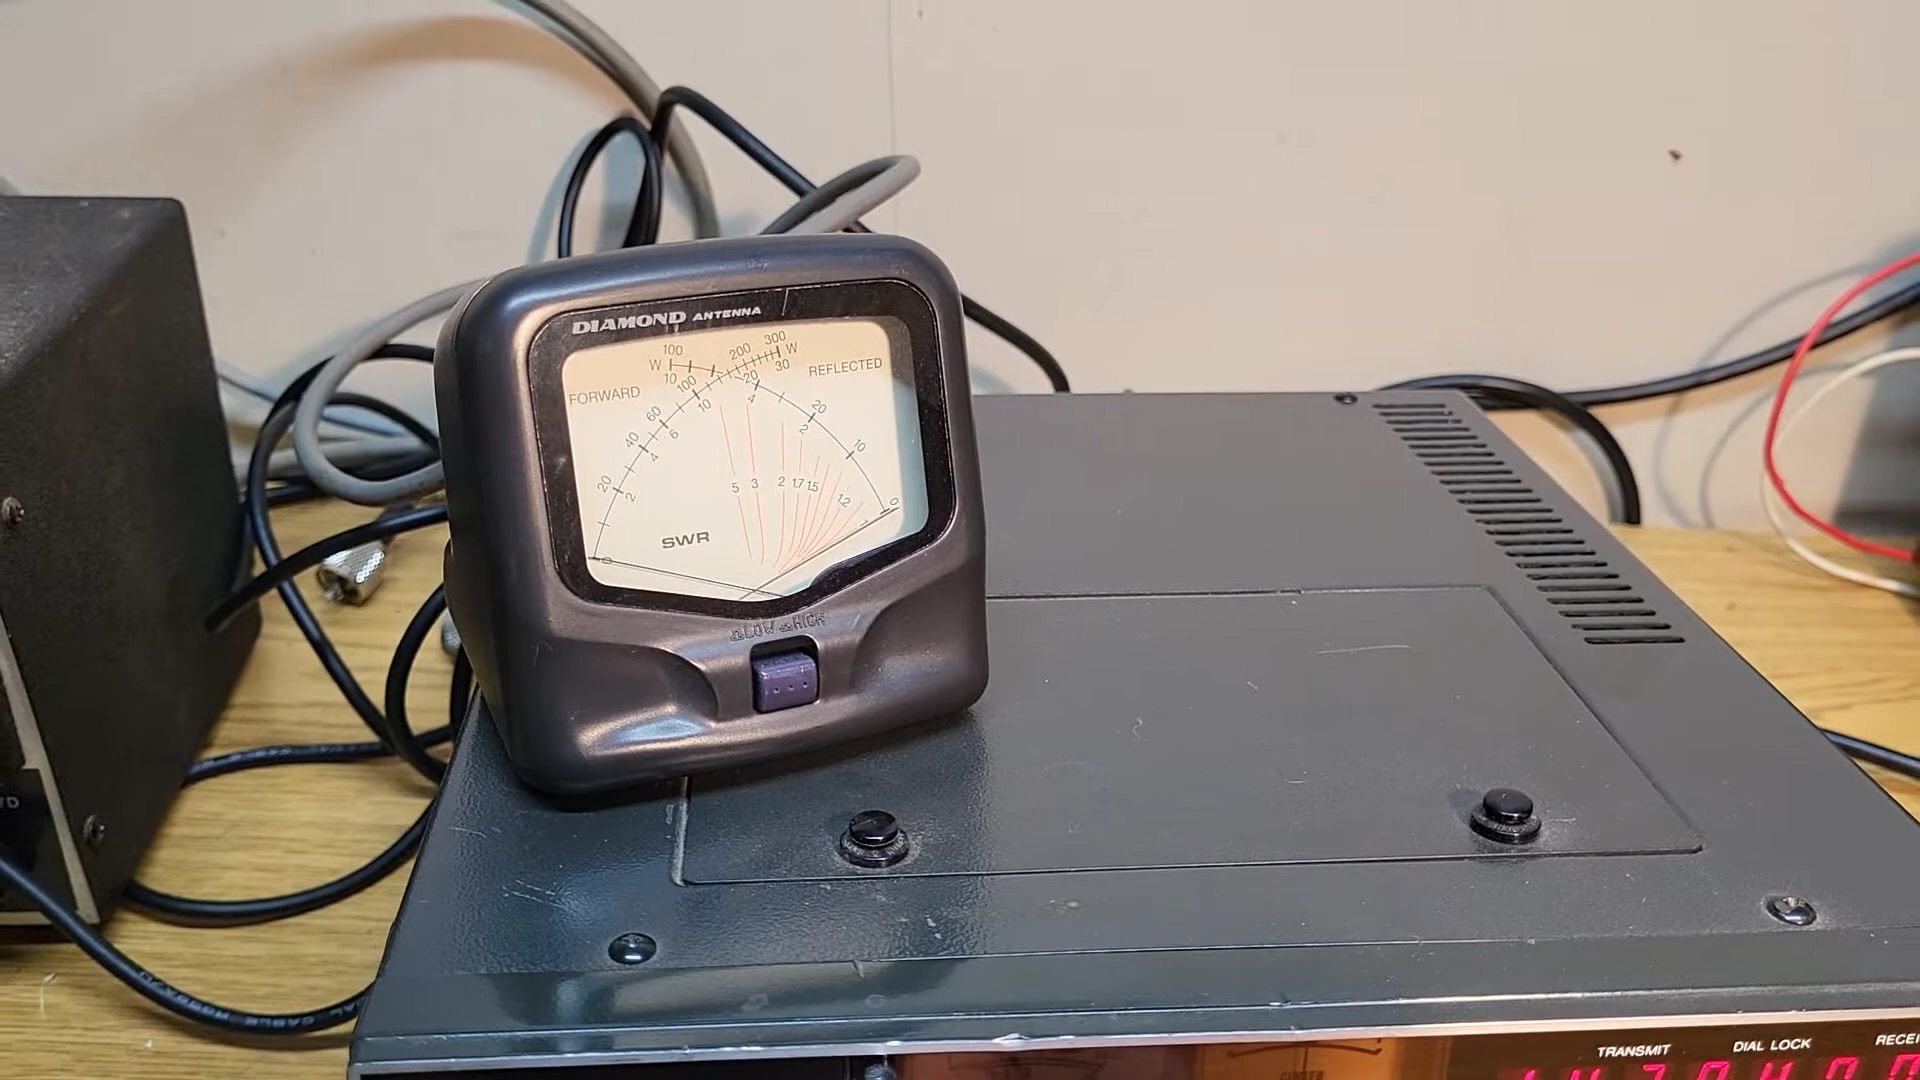 DIAMOND ANTENNA
100 200 300
W W
10 100 20 30
FORWARD REFLECTED
60 10 4 20
40 6 2 10
4
20 2 5 3 2 1.7 1.5 1.2
0
SWR
0
LOW HIGH
TRANSMIT DIAL LOCK